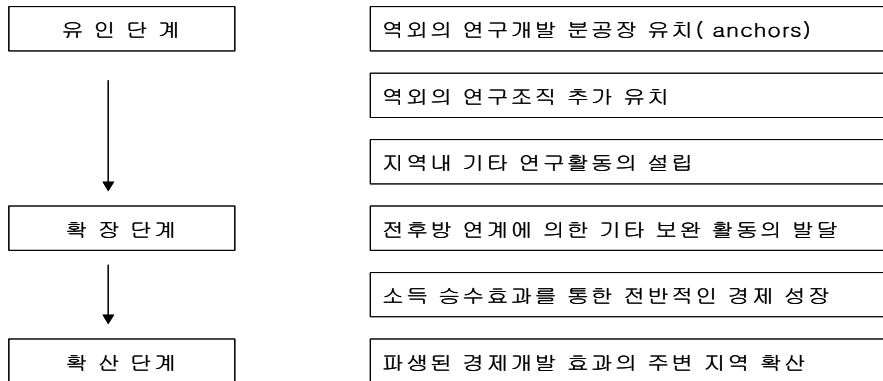 유 인 단 계
역외의 연구개발 분공장 유치( anchors)
역외의 연구조직 추가 유치
지역내 기타 연구활동의 설립
확 장 단 계
전후방 연계에 의한 기타 보완 활동의 발달
소득 승수효과를 통한 전반적인 경제 성장
확 산 단 계
파생된 경제개발 효과의 주변 지역 확산